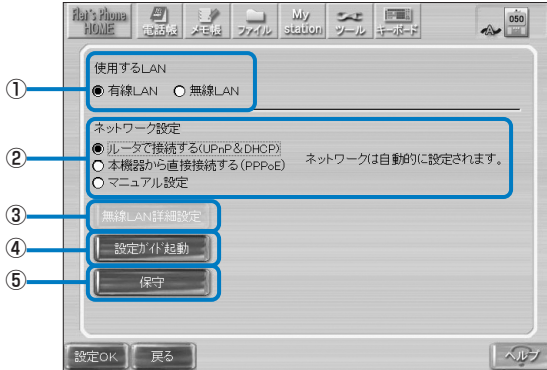 Flet's Phone HOME
電話帳
メモ帳
ファイル
My station
ツール
キーボード
050
① 使用するLAN
有線LAN 無線LAN
② ネットワーク設定
ルータで接続する(UPnP&DHCP)
本機器から直接接続する(PPPoE) ネットワークは自動的に設定されます。
マニュアル設定
③ 無線LAN詳細設定
④ 設定ガイド起動
⑤ 保守
設定OK 戻る ヘルプ